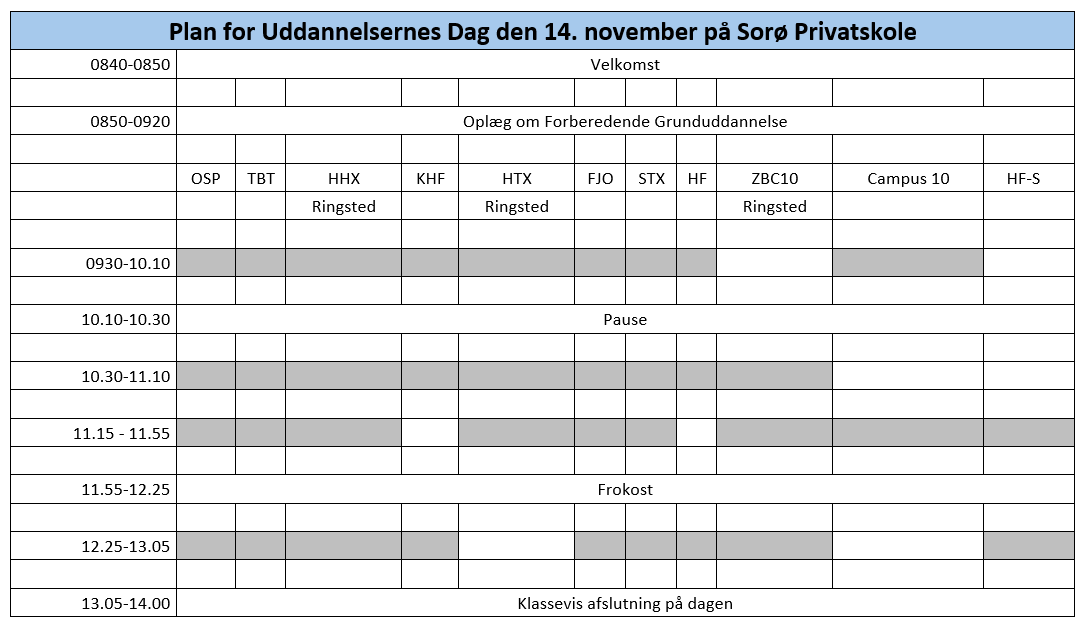 Plan for Uddannelsernes Dag den 14. november på Sorø Privatskole
0840-0850 Velkomst
0850-0920 Oplæg om Forberedende Grunduddannelse
OSP TBT HHX KHF HTX FJO STX HF ZBC10 Campus 10 HF-S
Ringsted Ringsted Ringsted
0930-10.10
10.10-10.30 Pause
10.30-11.10
11.15 - 11.55
11.55-12.25 Frokost
12.25-13.05
13.05-14.00 Klassevis afslutning på dagen